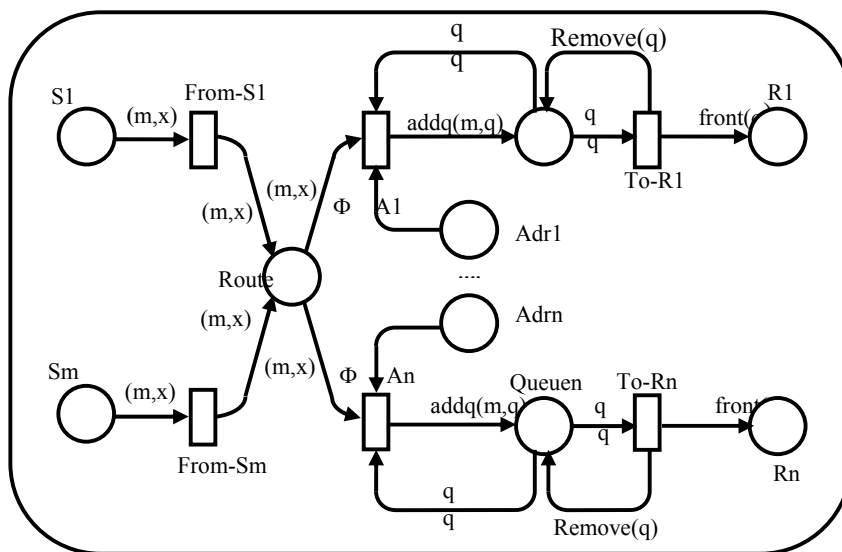 q
q
Remove(q)
S1
From-S1
R1
(m,x)
addq(m,q)
q
q
front(
To-R1
(m,x)
(m,x)
Φ
A1
Adr1
....
Route
(m,x)
(m,x)
Φ
An
Adrn
Sm
(m,x)
From-Sm
Queuen
To-Rn
addq(m,q)
q
q
front(
Rn
q
q
Remove(q)